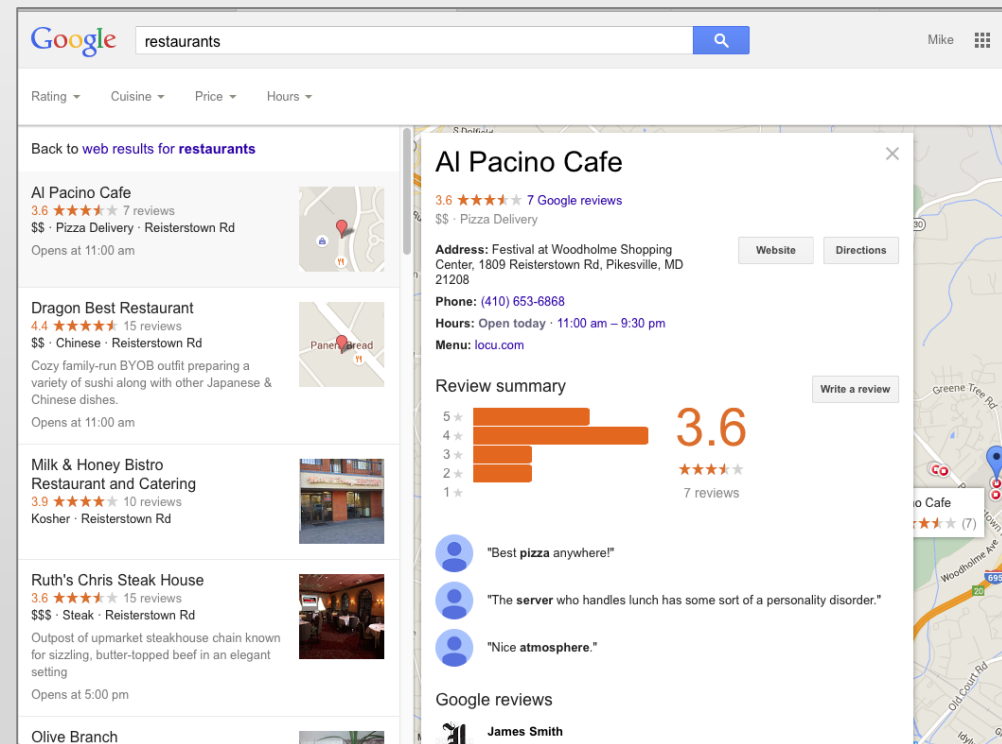 Google
restaurants
Mike
Rating
Cuisine
Price
Hours
Back to web results for restaurants
Al Pacino Cafe
3.6 ★★★★★ 7 reviews
$$ · Pizza Delivery · Reisterstown Rd
Opens at 11:00 am
Dragon Best Restaurant
4.4 ★★★★★ 15 reviews
$$ · Chinese · Reisterstown Rd
Cozy family-run BYOB outfit preparing a
variety of sushi along with other Japanese &
Chinese dishes.
Opens at 11:00 am
Milk & Honey Bistro
Restaurant and Catering
3.9 ★★★★★ 10 reviews
Kosher · Reisterstown Rd
Ruth's Chris Steak House
3.6 ★★★★★ 15 reviews
$$$ · Steak · Reisterstown Rd
Outpost of upmarket steakhouse chain known
for sizzling, butter-topped beef in an elegant
setting
Opens at 5:00 pm
Olive Branch
Al Pacino Cafe
3.6 ★★★★★ 7 Google reviews
$$ · Pizza Delivery
Address: Festival at Woodholme Shopping
Center, 1809 Reisterstown Rd, Pikesville, MD
21208
Phone: (410) 653-6868
Hours: Open today · 11:00 am – 9:30 pm
Menu: locu.com
Website
Directions
Review summary
Write a review
5 ★
4 ★
3 ★
2 ★
1 ★
3.6
★★★★★
7 reviews
"Best pizza anywhere!"
"The server who handles lunch has some sort of a personality disorder."
"Nice atmosphere."
Google reviews
James Smith
Greene Tree Rd
o Cafe
★★★ (7)
Woodholme Ave
695
20
Old Court Rd